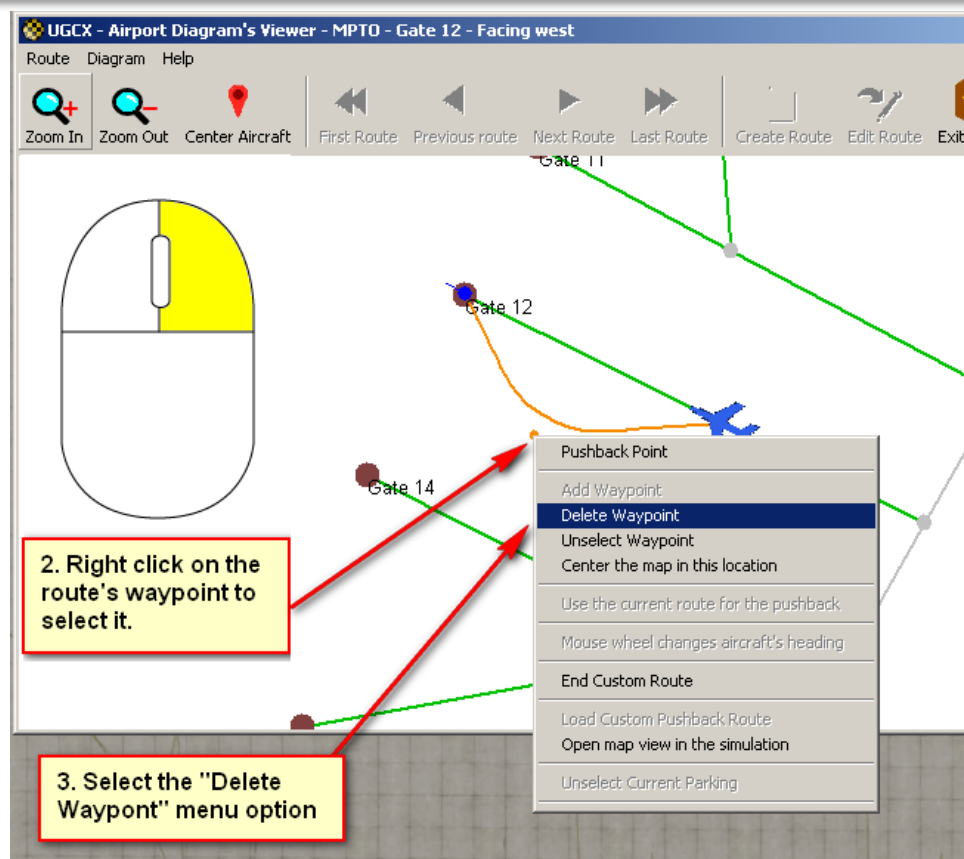 UGCX - Airport Diagram's Viewer - MPTO - Gate 12 - Facing west
Route Diagram Help
Zoom In Zoom Out Center Aircraft First Route Previous route Next Route Last Route Create Route Edit Route Exit
Gate 11
Gate 12
Gate 14
Pushback Point
Add Waypoint
Delete Waypoint
Unselect Waypoint
Center the map in this location
Use the current route for the pushback
Mouse wheel changes aircraft's heading
End Custom Route
Load Custom Pushback Route
Open map view in the simulation
Unselect Current Parking
2. Right click on the
route's waypoint to
select it.
3. Select the "Delete
Waypont" menu option